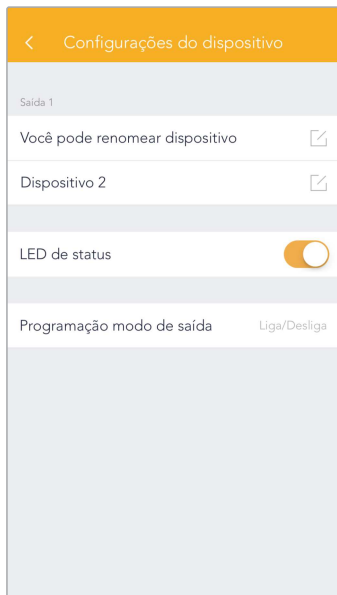 Configurações do dispositivo
Saída 1
Você pode renomear dispositivo
Dispositivo 2
LED de status
Programação modo de saída Liga/Desliga